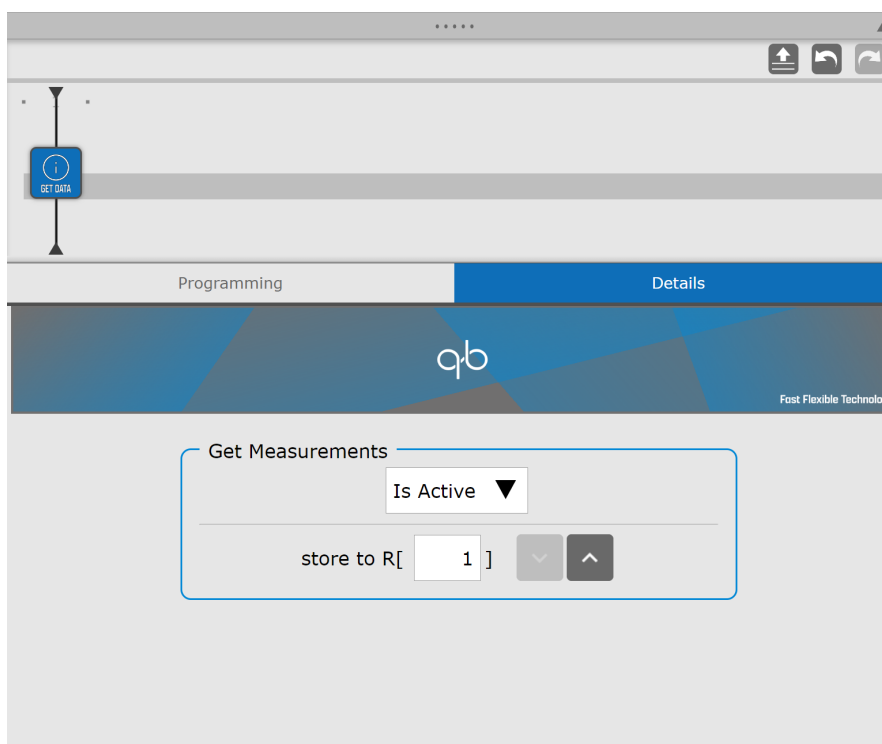 GET DATA
Programming
Details
qb
Fast Flexible Technolo
Get Measurements
Is Active
store to R[ 1 ]